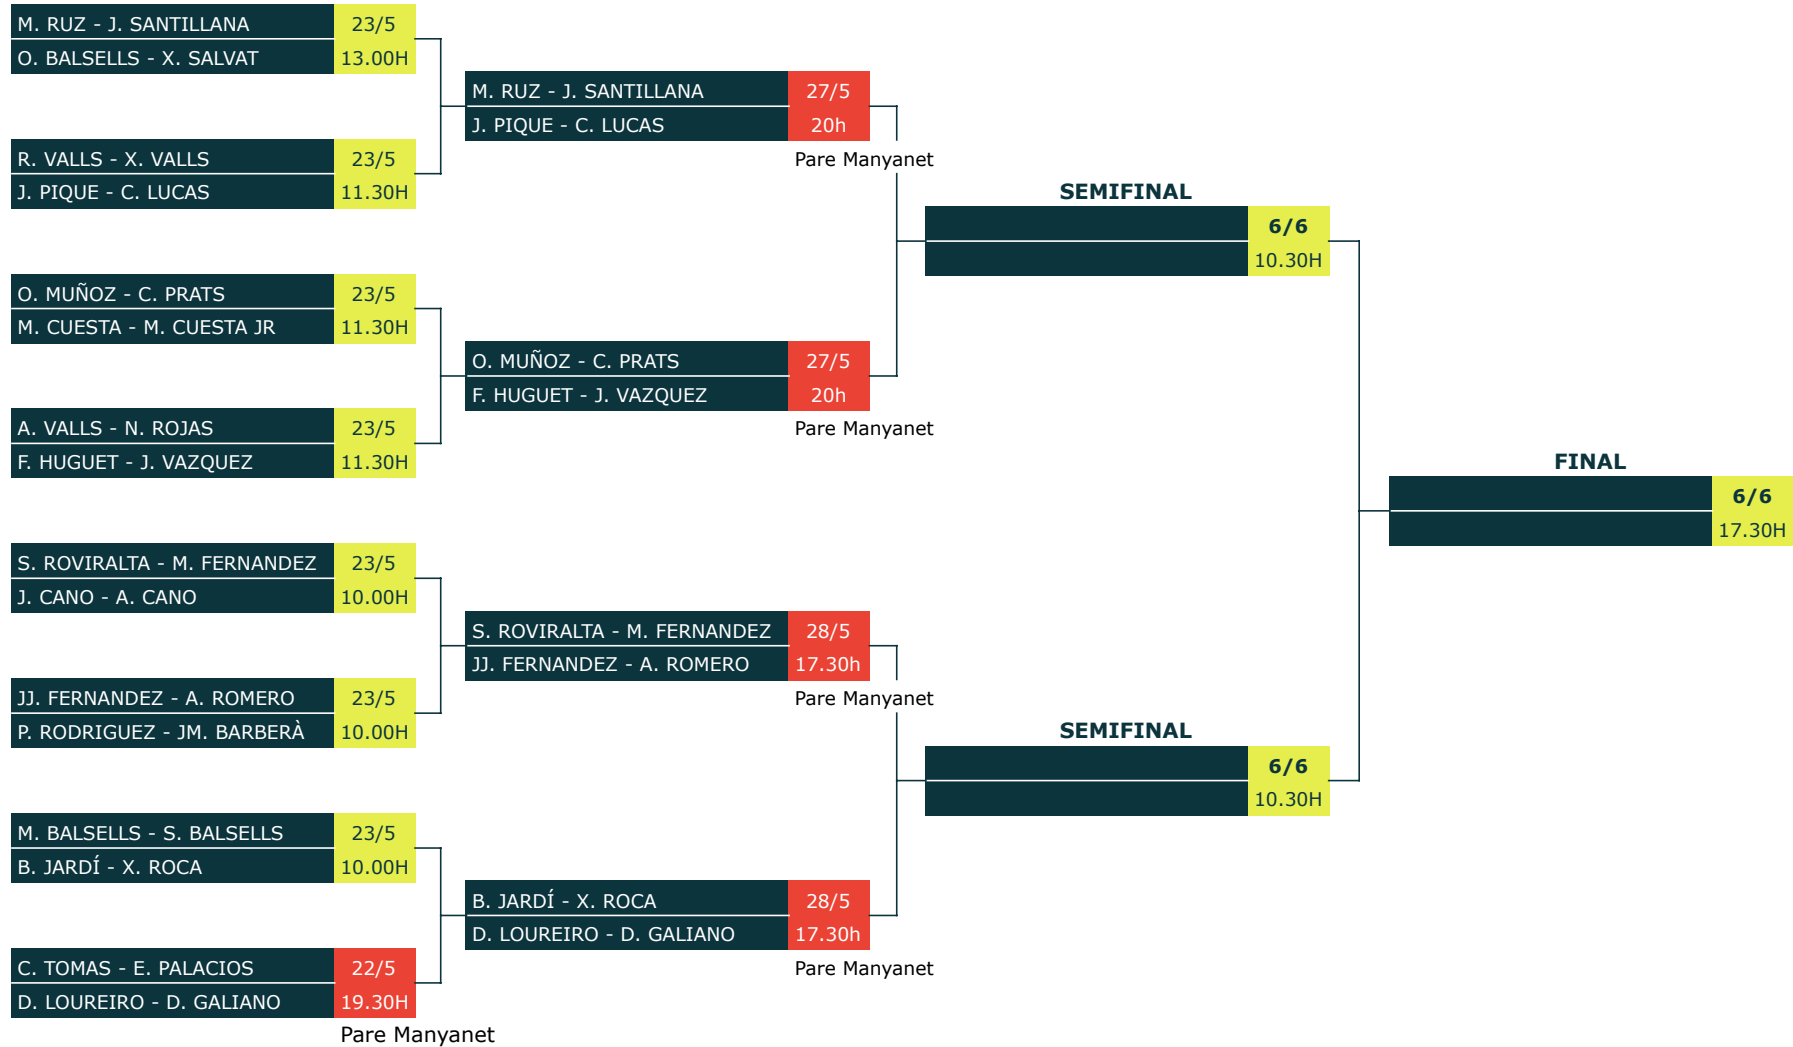 M. RUZ - J. SANTILLANA 23/5
O. BALSELLS - X. SALVAT 13.00H
R. VALLS - X. VALLS 23/5
J. PIQUE - C. LUCAS 11.30H
O. MUÑOZ - C. PRATS 23/5
M. CUESTA - M. CUESTA JR 11.30H
A. VALLS - N. ROJAS 23/5
F. HUGUET - J. VAZQUEZ 11.30H
S. ROVIRALTA - M. FERNANDEZ 23/5
J. CANO - A. CANO 10.00H
JJ. FERNANDEZ - A. ROMERO 23/5
P. RODRIGUEZ - JM. BARBERÀ 10.00H
M. BALSELLS - S. BALSELLS 23/5
B. JARDÍ - X. ROCA 10.00H
C. TOMAS - E. PALACIOS 22/5
D. LOUREIRO - D. GALIANO 19.30H
Pare Manyanet
M. RUZ - J. SANTILLANA 27/5
J. PIQUE - C. LUCAS 20h
Pare Manyanet
O. MUÑOZ - C. PRATS 27/5
F. HUGUET - J. VAZQUEZ 20h
Pare Manyanet
S. ROVIRALTA - M. FERNANDEZ 28/5
JJ. FERNANDEZ - A. ROMERO 17.30h
Pare Manyanet
B. JARDÍ - X. ROCA 28/5
D. LOUREIRO - D. GALIANO 17.30h
Pare Manyanet
SEMIFINAL
6/6
10.30H
SEMIFINAL
6/6
10.30H
FINAL
6/6
17.30H